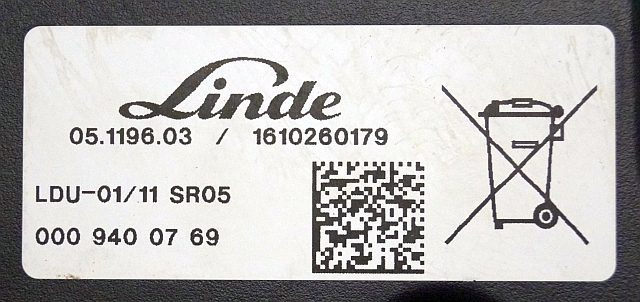 Linde
05.1196.03 / 1610260179
LDU-01/11 SR05
000 940 07 69